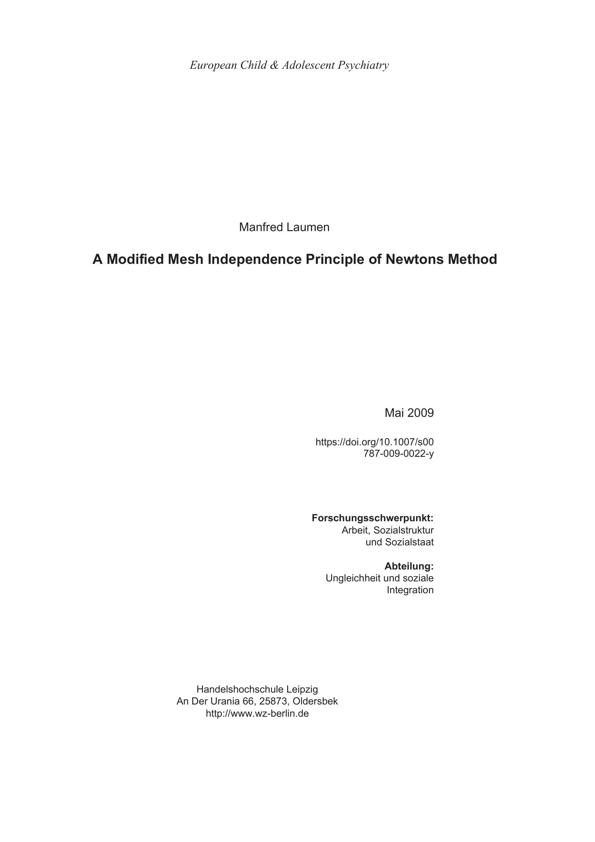 European Child & Adolescent Psychiatry
Manfred Laumen
A Modified Mesh Independence Principle of Newtons Method
Mai 2009
https://doi.org/10.1007/s00
787-009-0022-y
Forschungsschwerpunkt:
Arbeit, Sozialstruktur
und Sozialstaat
Abteilung:
Ungleichheit und soziale
Integration
Handelshochschule Leipzig
An Der Urania 66, 25873, Oldersbek
http://www.wz-berlin.de